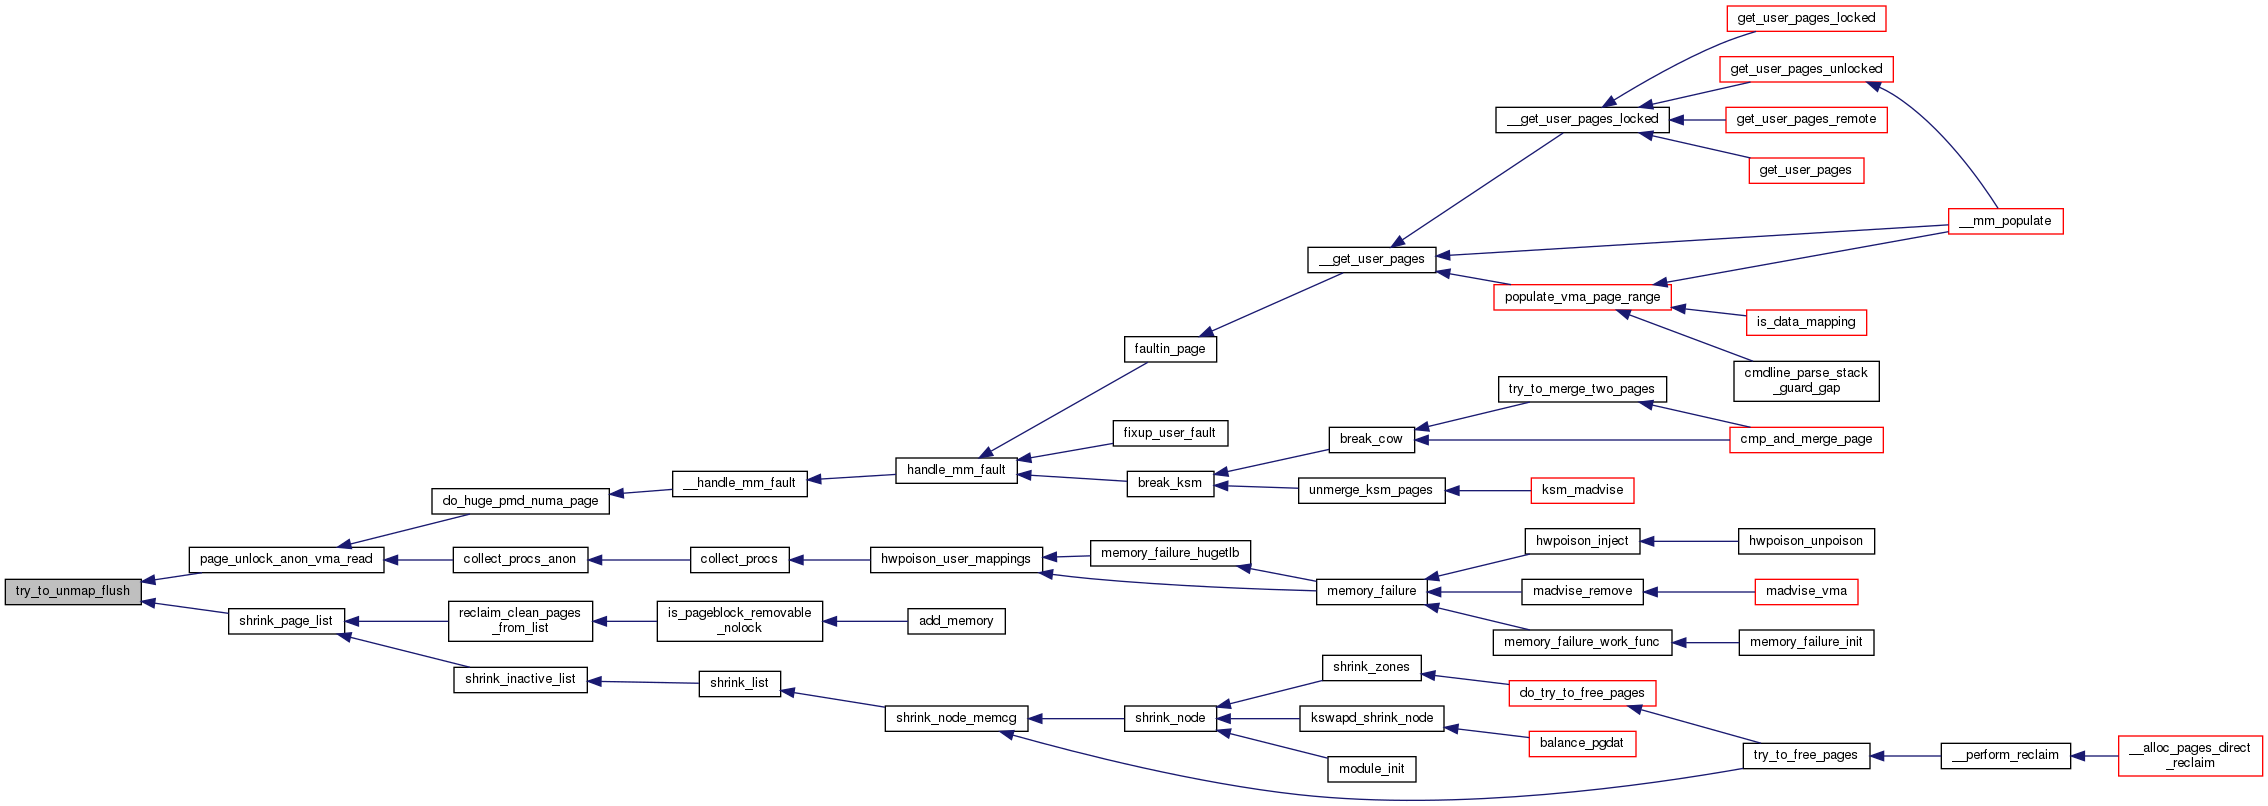 get_user_pages_locked
get_user_pages_unlocked
__get_user_pages_locked
get_user_pages_remote
get_user_pages
__mm_populate
__get_user_pages
populate_vma_page_range
is_data_mapping
faultin_page
cmdline_parse_stack
_guard_gap
try_to_merge_two_pages
fixup_user_fault
break_cow
cmp_and_merge_page
handle_mm_fault
__handle_mm_fault
break_ksm
unmerge_ksm_pages
ksm_madvise
do_huge_pmd_numa_page
hwpoison_inject
hwpoison_unpoison
page_unlock_anon_vma_read
collect_procs_anon
collect_procs
hwpoison_user_mappings
memory_failure_hugetlb
try_to_unmap_flush
memory_failure
madvise_remove
madvise_vma
shrink_page_list
reclaim_clean_pages
_from_list
is_pageblock_removable
_nolock
add_memory
memory_failure_work_func
memory_failure_init
shrink_inactive_list
shrink_list
shrink_zones
do_try_to_free_pages
shrink_node_memcg
shrink_node
kswapd_shrink_node
balance_pgdat
module_init
try_to_free_pages
__perform_reclaim
__alloc_pages_direct
_reclaim